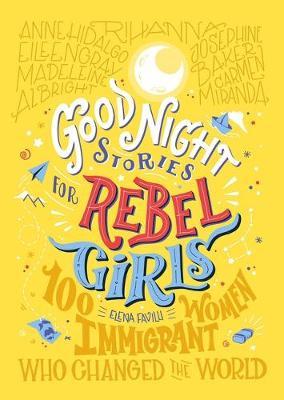 ANNE HIDALGO
RIHANNA
JOSEPHINE
EILEEN GRAY
BAKER
MADELEINE
CARMEN
ALBRIGHT
MIRANDA
GOOD NIGHT
STORIES
FOR REBEL
GIRLS
100
ELENA FAVILLI
WOMEN
IMMIGRANT
WHO CHANGED THE WORLD